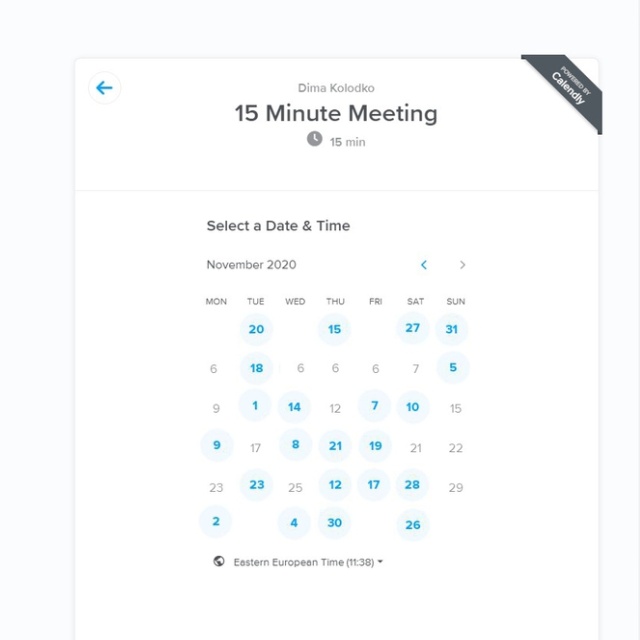 POWERED BY
Calendly
Dima Kolodko
15 Minute Meeting
15 min
Select a Date & Time
November 2020
MON TUE WED THU FRI SAT SUN
20 15 27 31
6 18 6 6 6 7 5
9 1 14 12 7 10 15
9 17 8 21 19 21 22
23 23 25 12 17 28 29
2 4 30 26
Eastern European Time (11:38)